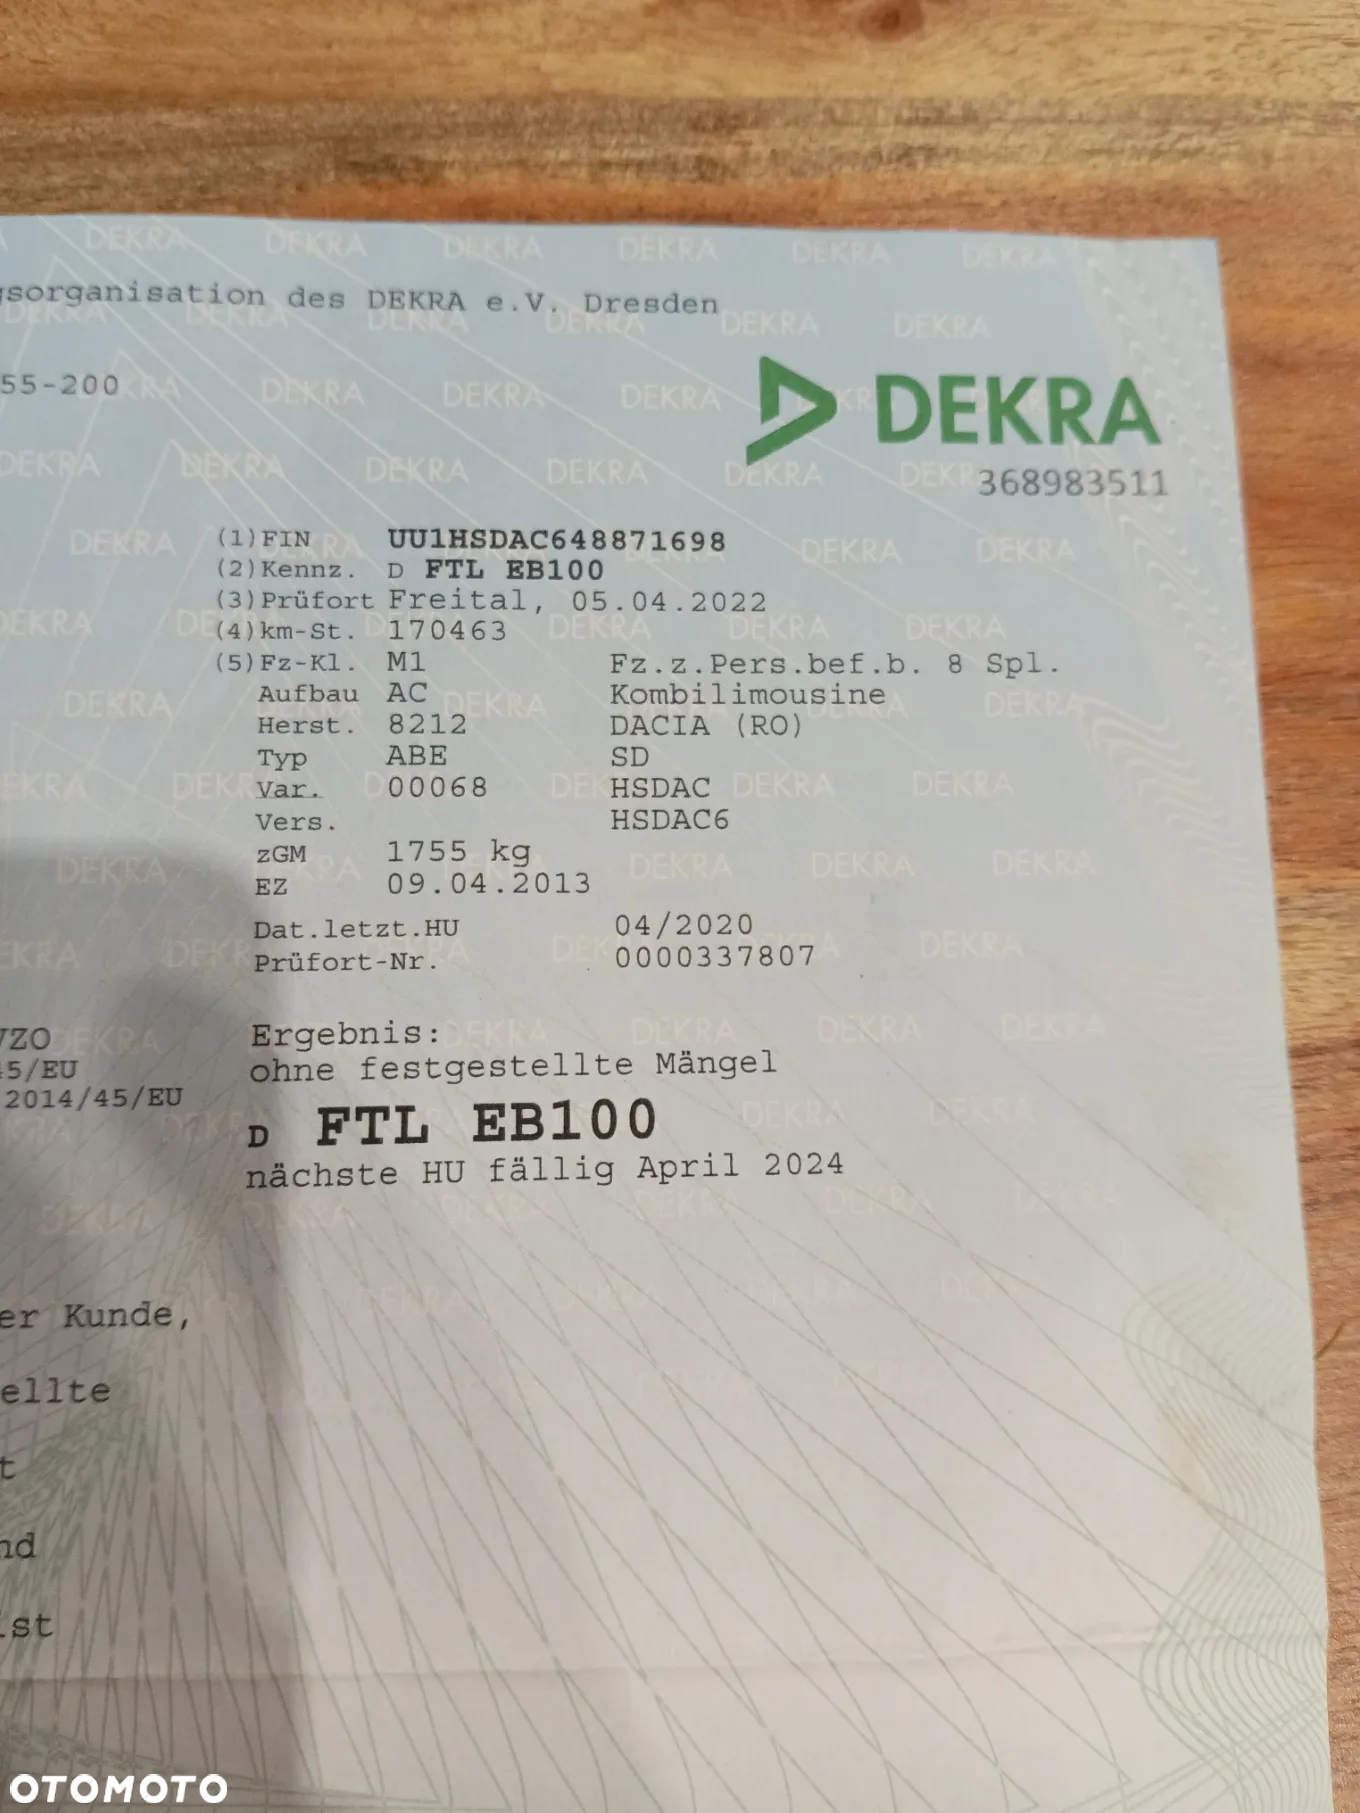 gsorganisation des DEKRA e.V. Dresden
55-200
DEKRA
368983511
(1)FIN UU1HSDAC648871698
(2)Kennz. D FTL EB100
(3)Prüfort Freital, 05.04.2022
(4)km-St. 170463
(5)Fz-Kl. M1 Fz.z.Pers.bef.b. 8 Spl.
Aufbau AC Kombilimousine
Herst. 8212 DACIA (RO)
Typ ABE SD
Var. 00068 HSDAC
Vers. HSDAC6
zGM 1755 kg
EZ 09.04.2013
Dat.letzt.HU 04/2020
Prüfort-Nr. 0000337807
VZO
45/EU
2014/45/EU
Ergebnis:
ohne festgestellte Mängel
D FTL EB100
nächste HU fällig April 2024
er Kunde,
ellte
t
nd
ist
OTOMOTO